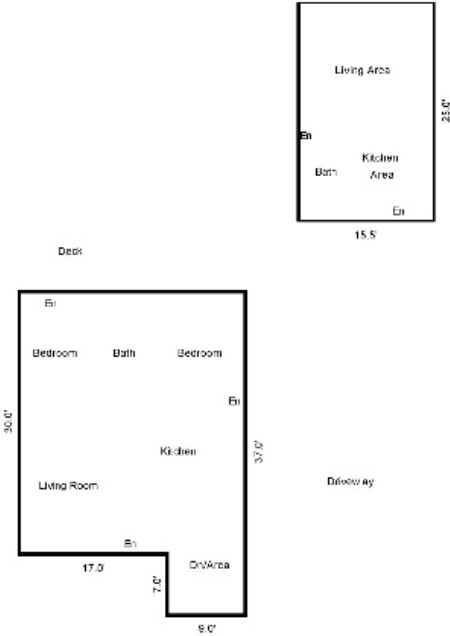 Living Area
25.0'
En
Kitchen
Bath
Area
En
15.5'
Deck
En
Bedroom Bath Bedroom
En
30.0'
Kitchen
37.0'
Living Room
Driveway
En
Dn/Area
17.0'
7.0'
9.0'